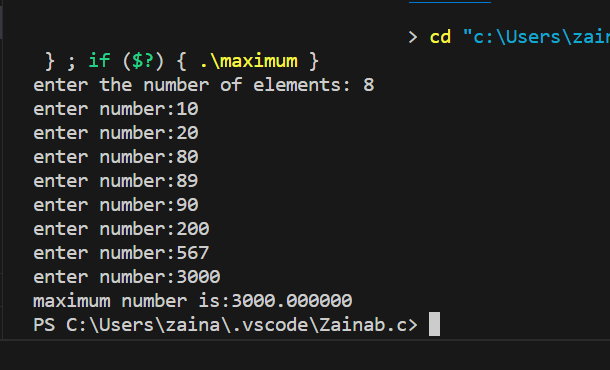 > cd "c:\Users\zain
} ; if ($?) { .\maximum }
enter the number of elements: 8
enter number:10
enter number:20
enter number:80
enter number:89
enter number:90
enter number:200
enter number:567
enter number:3000
maximum number is:3000.000000
PS C:\Users\zaina\.vscode\Zainab.c>